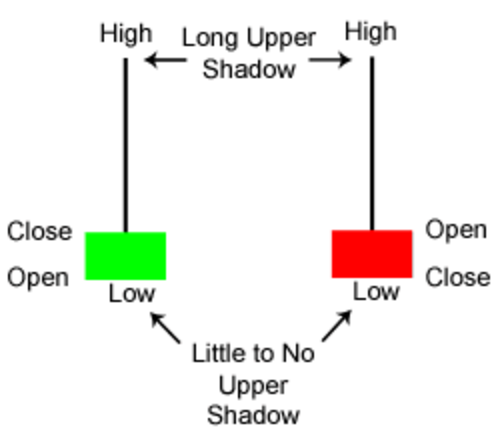 High
Long Upper
Shadow
High
Close
Open
Low
Open
Close
Low
Little to No
Upper
Shadow